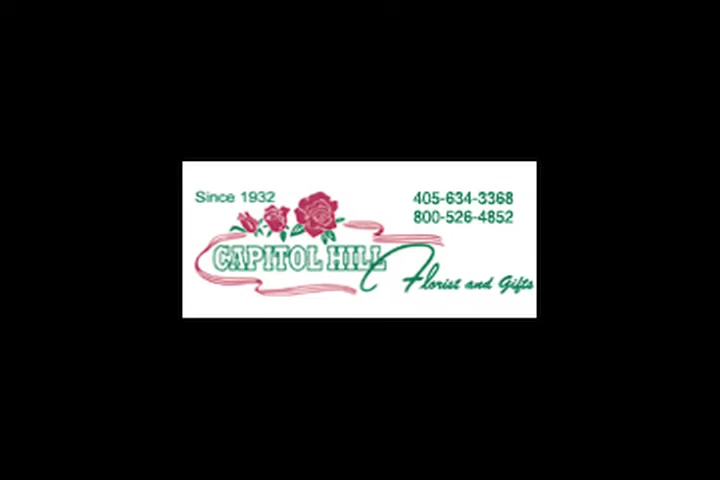 Since 1932
405-634-3368
800-526-4852
CAPITOL HILL
Florist and Gifts